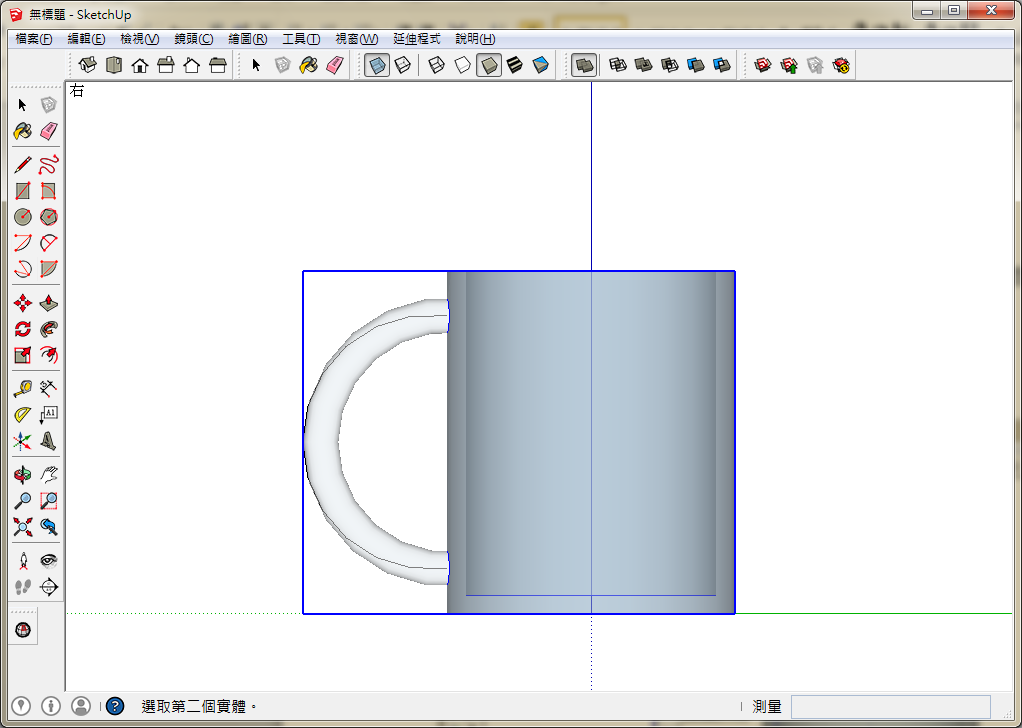 無標題 - SketchUp
檔案(F) 編輯(E) 檢視(V) 鏡頭(C) 繪圖(R) 工具(T) 視窗(W) 延伸程式 說明(H)
右
A1
選取第二個實體。 測量